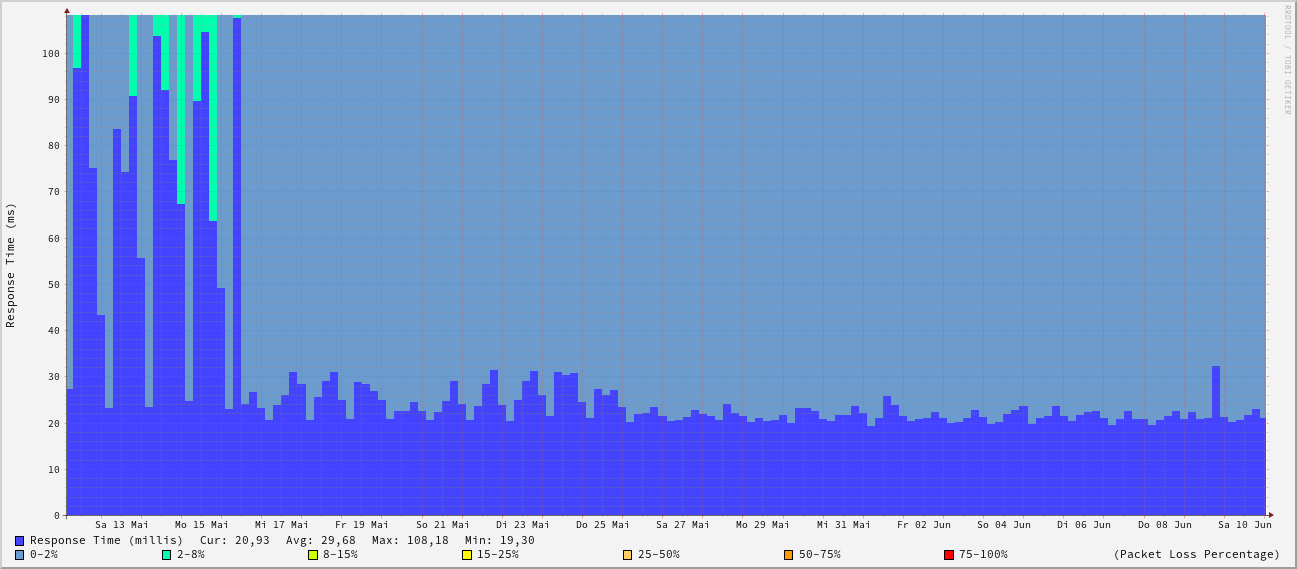 RRDTOOL / TOBI OETIKER
Response Time (ms)
100
90
80
70
60
50
40
30
20
10
0
Sa 13 Mai Mo 15 Mai Mi 17 Mai Fr 19 Mai So 21 Mai Di 23 Mai Do 25 Mai Sa 27 Mai Mo 29 Mai Mi 31 Mai Fr 02 Jun So 04 Jun Di 06 Jun Do 08 Jun Sa 10 Jun
Response Time (millis) Cur: 20,93 Avg: 29,68 Max: 108,18 Min: 19,30
0-2% 2-8% 8-15% 15-25% 25-50% 50-75% 75-100% (Packet Loss Percentage)